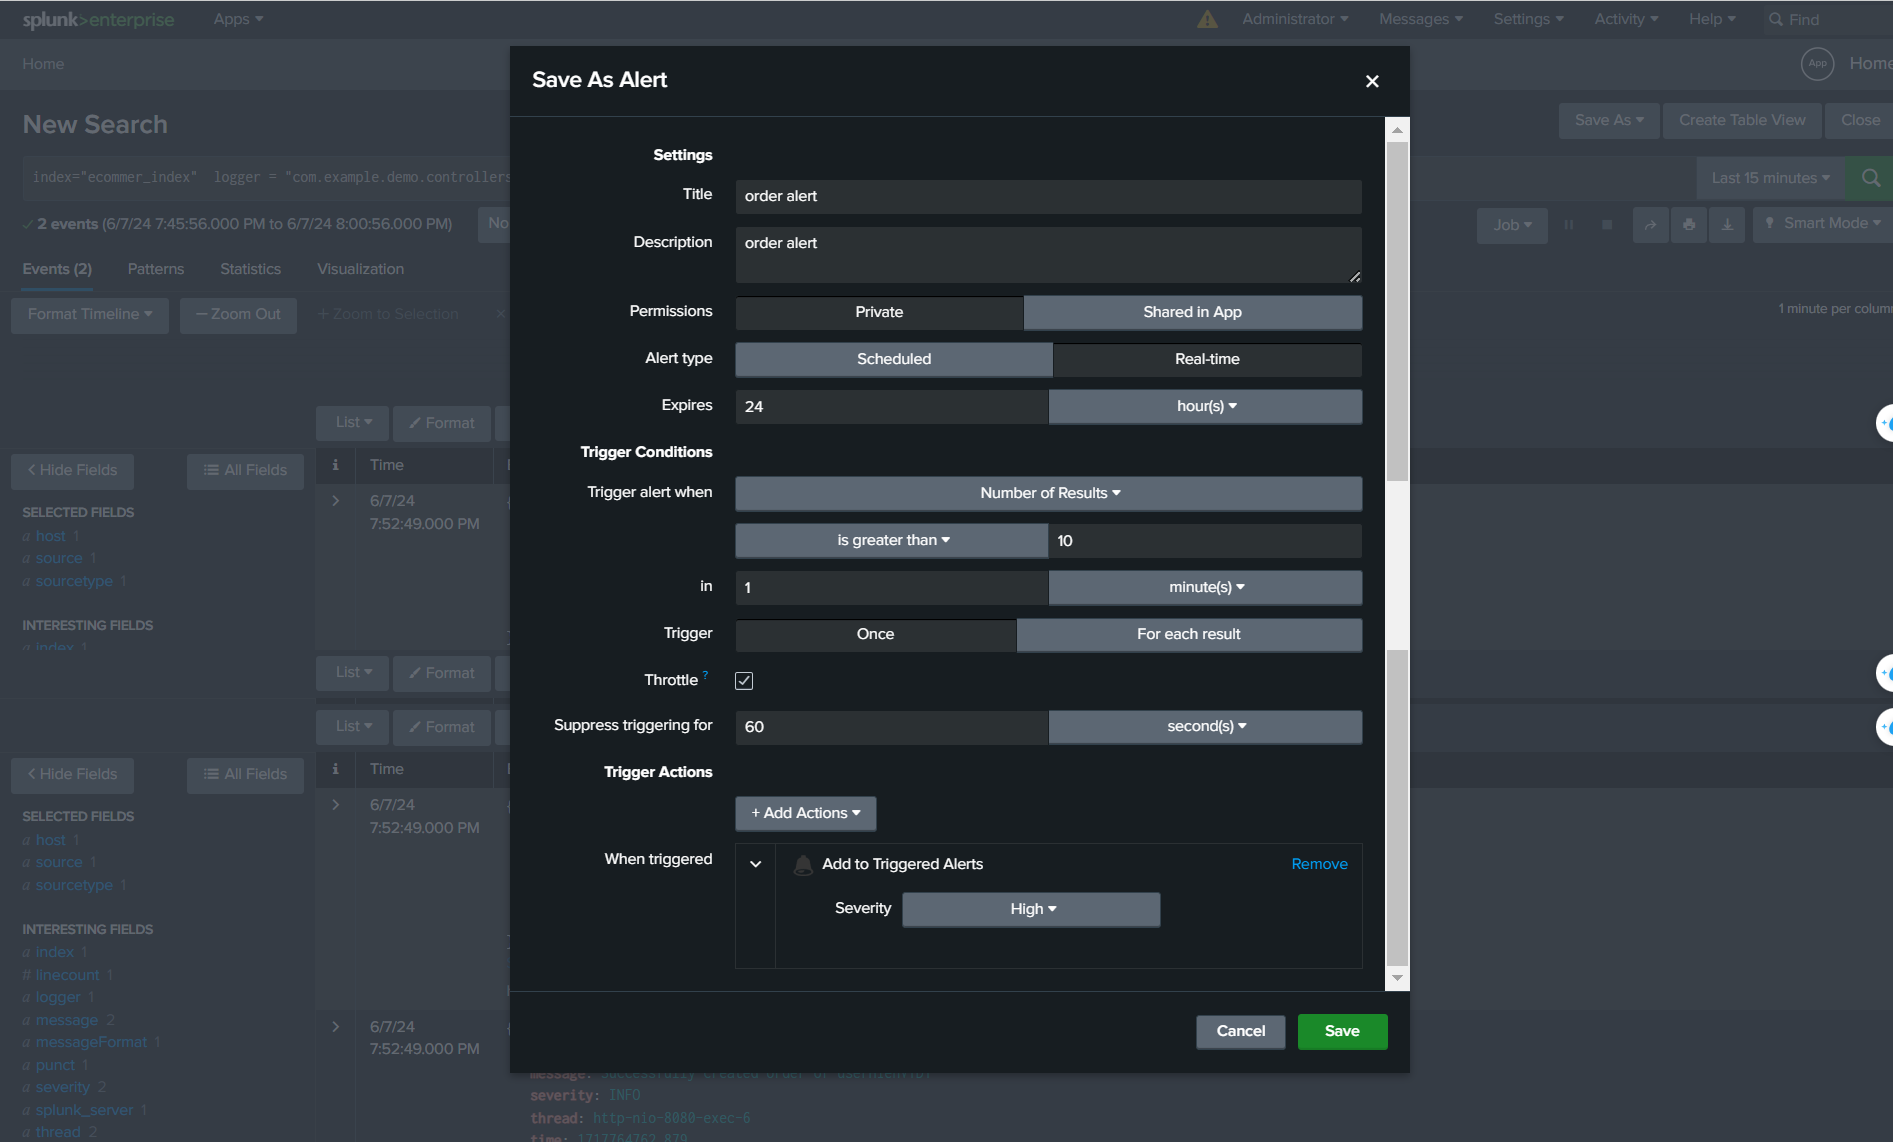 splunk>enterprise Apps Administrator Messages Settings Activity Help Find
Home App Home
New Search Save As Create Table View Close
index="ecommer_index" logger = "com.example.demo.controllers Last 15 minutes
2 events (6/7/24 7:45:56.000 PM to 6/7/24 8:00:56.000 PM) No Job Smart Mode
Events (2) Patterns Statistics Visualization
Format Timeline — Zoom Out + Zoom to Selection × 1 minute per colum
List Format
< Hide Fields All Fields i Time
SELECTED FIELDS
a host 1
a source 1
a sourcetype 1
INTERESTING FIELDS
a index 1
> 6/7/24
7:52:49.000 PM
List Format
List Format
< Hide Fields All Fields i Time
SELECTED FIELDS
a host 1
a source 1
a sourcetype 1
INTERESTING FIELDS
a index 1
# linecount 1
a logger 1
a message 2
a messageFormat 1
a punct 1
a severity 2
a splunk_server 1
a thread 2
> 6/7/24
7:52:49.000 PM
> 6/7/24
7:52:49.000 PM
Save As Alert ×
Settings
Title order alert
Description order alert
Permissions Private Shared in App
Alert type Scheduled Real-time
Expires 24 hour(s)
Trigger Conditions
Trigger alert when Number of Results
is greater than 10
in 1 minute(s)
Trigger Once For each result
Throttle ?
Suppress triggering for 60 second(s)
Trigger Actions
+ Add Actions
When triggered Add to Triggered Alerts Remove
Severity High
Cancel Save
severity: INFO
thread: http-nio-8080-exec-6
time: 1717764762.879